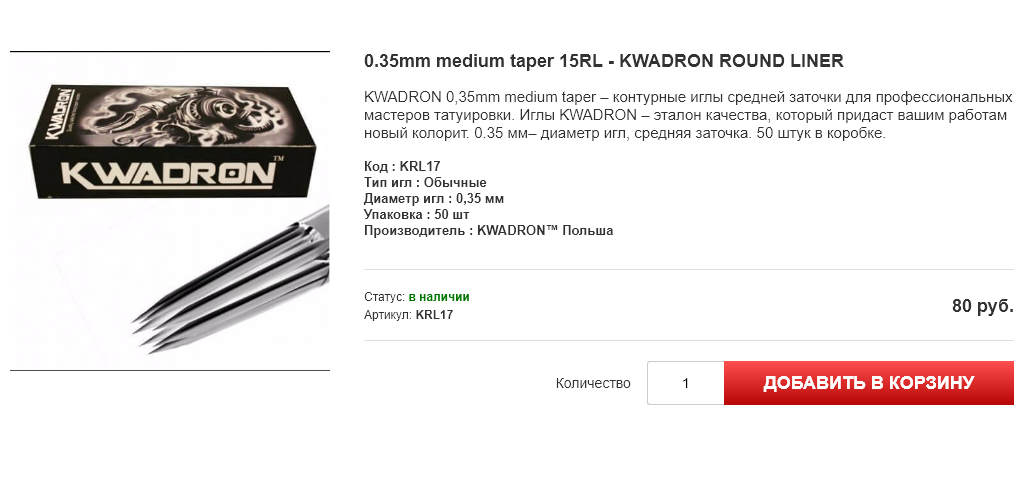 0.35mm medium taper 15RL - KWADRON ROUND LINER
KWADRON 0,35mm medium taper – контурные иглы средней заточки для профессиональных
мастеров татуировки. Иглы KWADRON – эталон качества, который придаст вашим работам
новый колорит. 0.35 мм– диаметр игл, средняя заточка. 50 штук в коробке.
Код : KRL17
Тип игл : Обычные
Диаметр игл : 0,35 мм
Упаковка : 50 шт
Производитель : KWADRON™ Польша
KWADRON
KWADRON™
Статус: в наличии
Артикул: KRL17
80 руб.
Количество
1
ДОБАВИТЬ В КОРЗИНУ